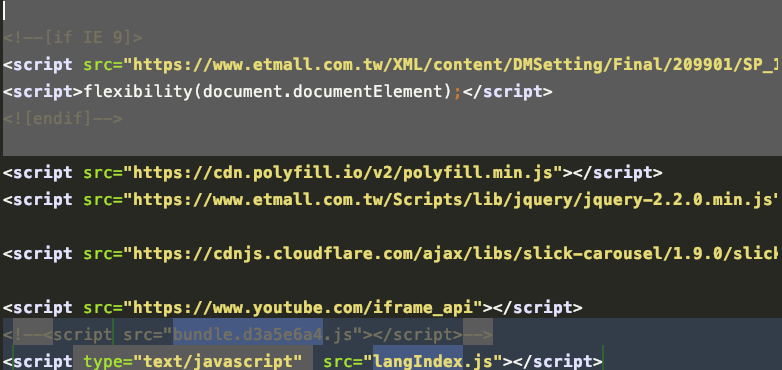 <!--[if IE 9]>
<script src="https://www.etmall.com.tw/XML/content/DMSetting/Final/209901/SP_1
<script>flexibility(document.documentElement);</script>
<![endif]-->
<script src="https://cdn.polyfill.io/v2/polyfill.min.js"></script>
<script src="https://www.etmall.com.tw/Scripts/lib/jquery/jquery-2.2.0.min.js"
<script src="https://cdnjs.cloudflare.com/ajax/libs/slick-carousel/1.9.0/slick
<script src="https://www.youtube.com/iframe_api"></script>
<!--<script src="bundle.d3a5e6a4.js"></script>-->
<script type="text/javascript" src="langIndex.js"></script>